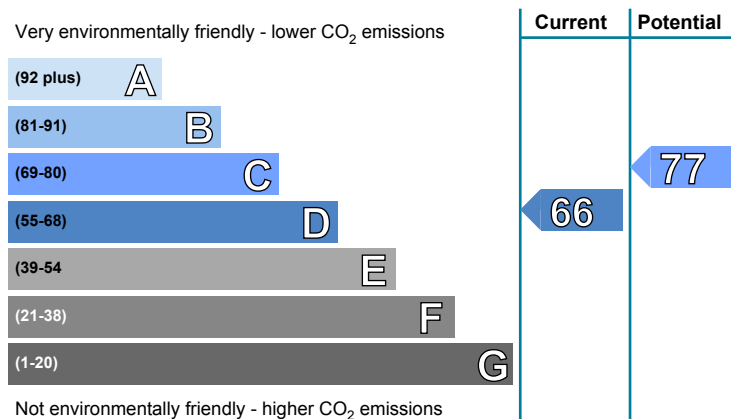 Very environmentally friendly - lower CO2 emissions
Current
Potential
(92 plus) A
(81-91) B
(69-80) C
(55-68) D
(39-54 E
(21-38) F
(1-20) G
66
77
Not environmentally friendly - higher CO2 emissions